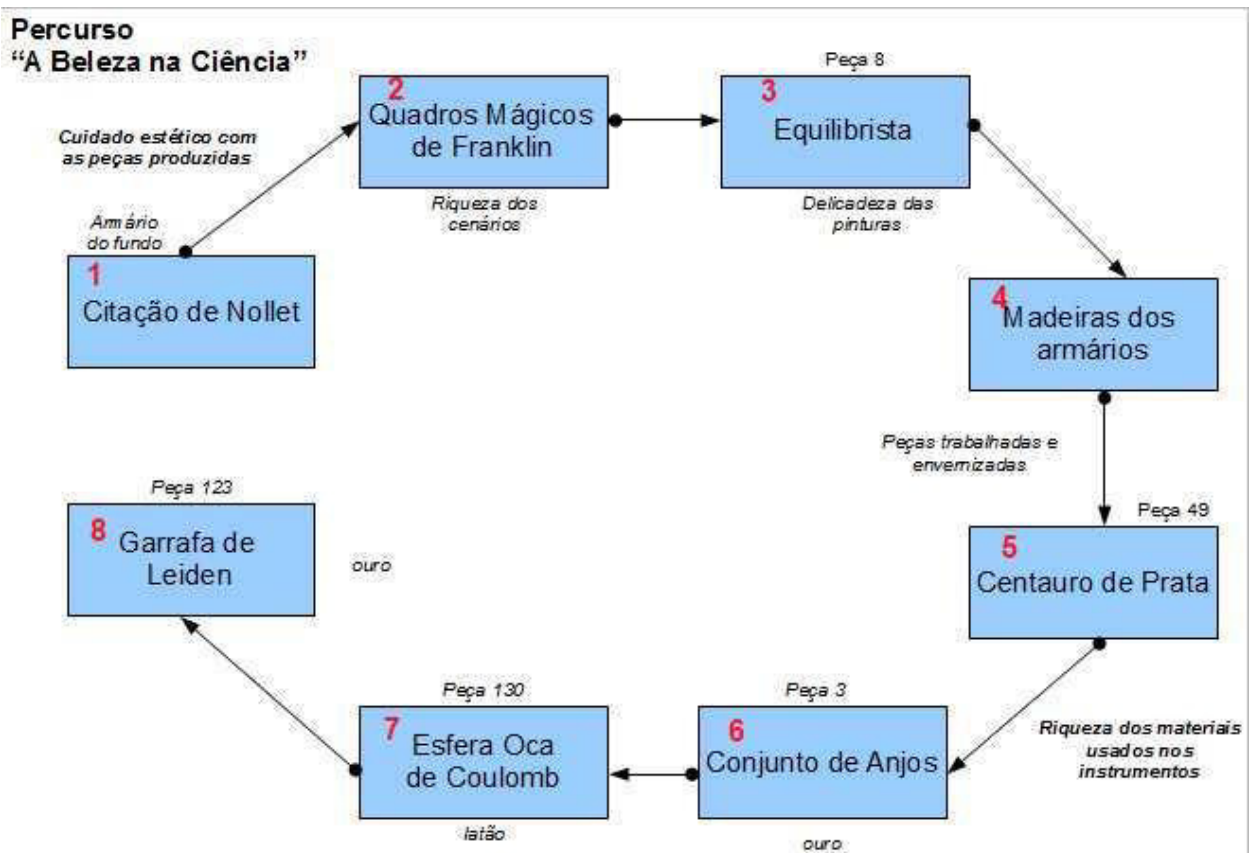 Percurso
“A Beleza na Ciência”
Cuidado estético com
as peças produzidas
Armário
do fundo
1
Citação de Nollet
2
Quadros Mágicos
de Franklin
Riqueza dos
cenários
Peça 8
3
Equilibrista
Delicadeza das
pinturas
4
Madeiras dos
armários
Peças trabalhadas e
envernizadas
Peça 49
5
Centauro de Prata
Riqueza dos materiais
usados nos
instrumentos
Peça 3
6
Conjunto de Anjos
ouro
Peça 130
7
Esfera Oca
de Coulomb
latão
Peça 123
8
Garrafa de
Leiden
ouro